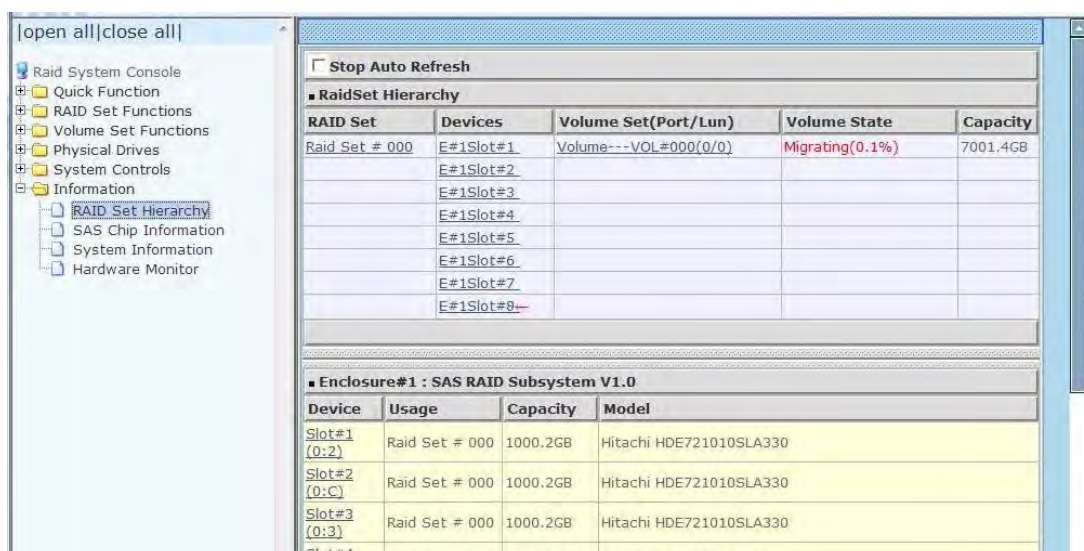 |open all|close all|
Raid System Console
Quick Function
RAID Set Functions
Volume Set Functions
Physical Drives
System Controls
Information
RAID Set Hierarchy
SAS Chip Information
System Information
Hardware Monitor
Stop Auto Refresh
RaidSet Hierarchy
RAID Set Devices Volume Set(Port/Lun) Volume State Capacity
Raid Set # 000 E#1Slot#1 Volume---VOL#000(0/0) Migrating(0.1%) 7001.4GB
E#1Slot#2
E#1Slot#3
E#1Slot#4
E#1Slot#5
E#1Slot#6
E#1Slot#7
E#1Slot#8
Enclosure#1 : SAS RAID Subsystem V1.0
Device Usage Capacity Model
Slot#1 (0:2) Raid Set # 000 1000.2GB Hitachi HDE721010SLA330
Slot#2 (0:C) Raid Set # 000 1000.2GB Hitachi HDE721010SLA330
Slot#3 (0:3) Raid Set # 000 1000.2GB Hitachi HDE721010SLA330